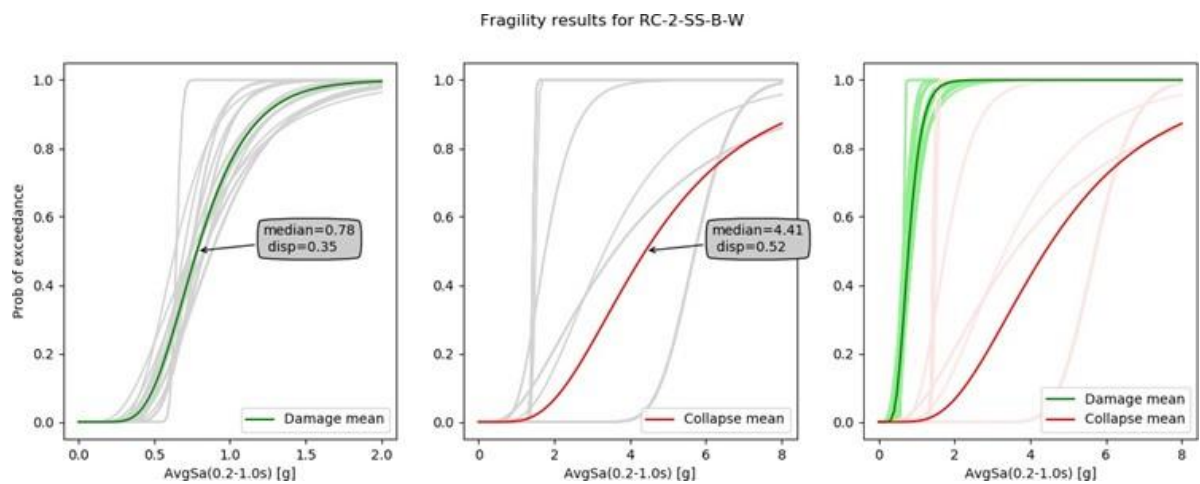 Fragility results for RC-2-SS-B-W
Prob of exceedance
1.0
0.8
0.6
0.4
0.2
0.0
median=0.78
disp=0.35
Damage mean
0.0 0.5 1.0 1.5 2.0
AvgSa(0.2-1.0s) [g]
1.0
0.8
0.6
0.4
0.2
0.0
median=4.41
disp=0.52
Collapse mean
0 2 4 6 8
AvgSa(0.2-1.0s) [g]
1.0
0.8
0.6
0.4
0.2
0.0
Damage mean
Collapse mean
0 2 4 6 8
AvgSa(0.2-1.0s) [g]